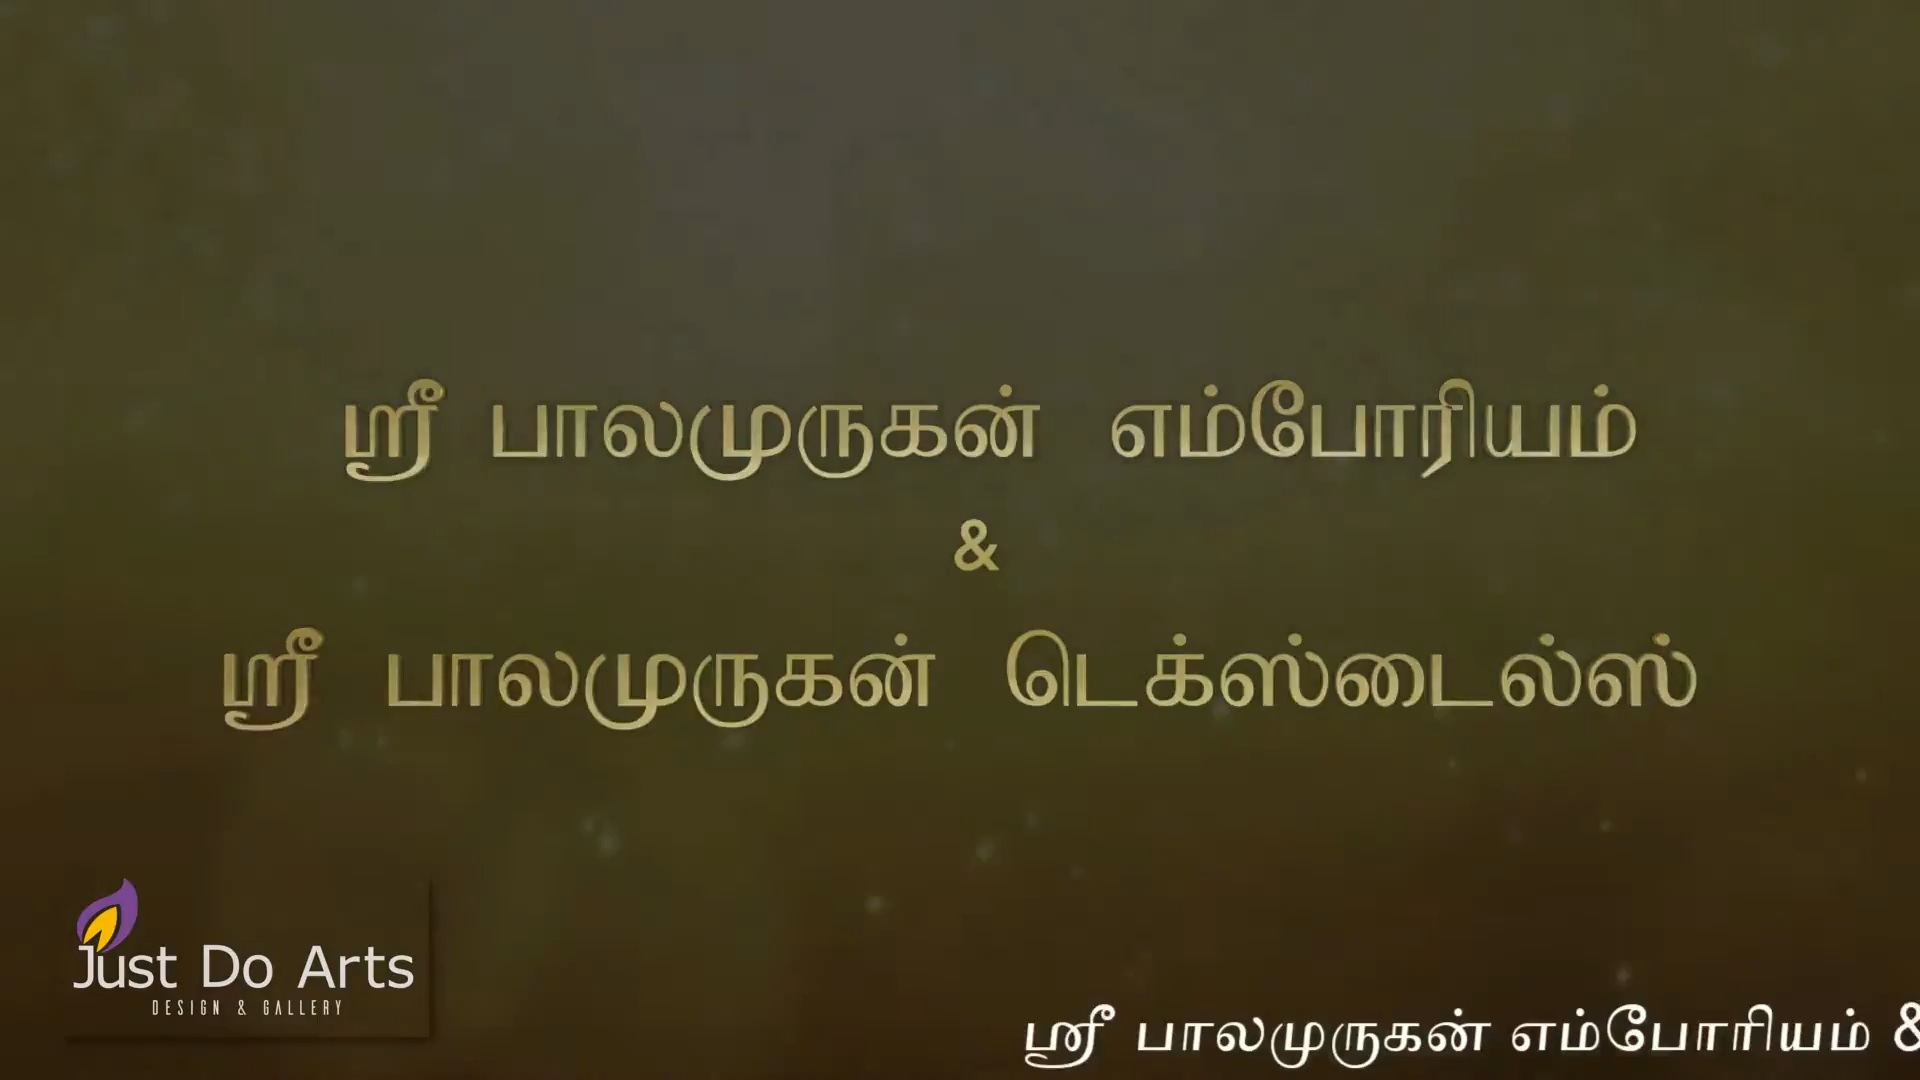 ஸ்ரீ பாலமுருகன் எம்போரியம்
&
ஸ்ரீ பாலமுருகன் டெக்ஸ்டைல்ஸ்
Just Do Arts
DESIGN & GALLERY
ஸ்ரீ பாலமுருகன் எம்போரியம் &